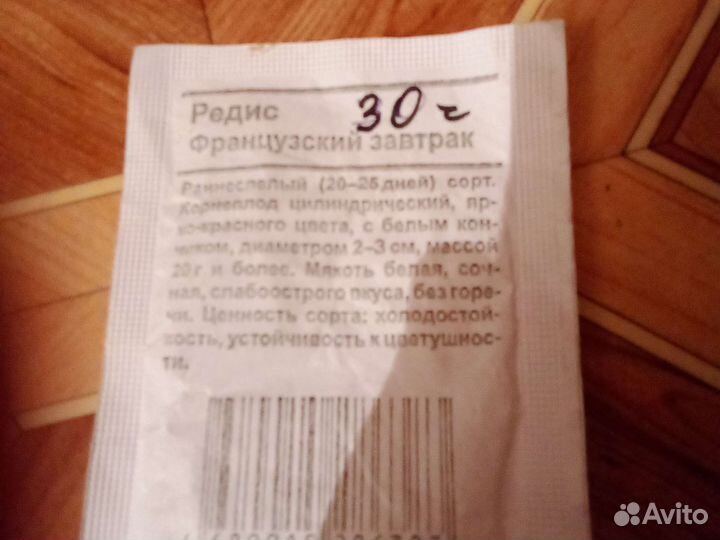 Редис 30 г
Французский завтрак
Раннеспелый (20–25 дней) сорт.
Корнеплод цилиндрический, яр-
ко-красного цвета, с белым кон-
чиком, диаметром 2–3 см, массой
20 г и более. Мякоть белая, соч-
ная, слабоострого вкуса, без горе-
чи. Ценность сорта: холодостой-
кость, устойчивость к цветушнос-
ти.
Avito